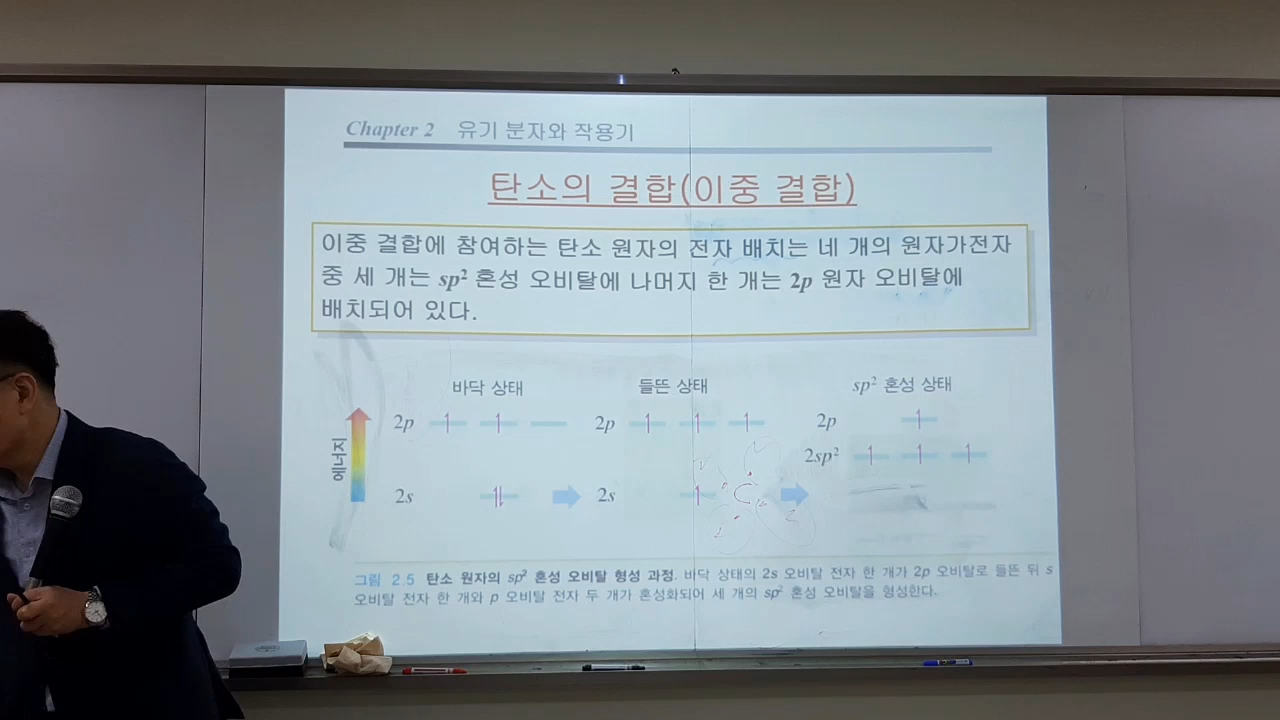 Chapter 2 유기 분자와 작용기
탄소의 결합(이중 결합)
이중 결합에 참여하는 탄소 원자의 전자 배치는 네 개의 원자가전자
중 세 개는 sp² 혼성 오비탈에 나머지 한 개는 2p 원자 오비탈에
배치되어 있다.
바닥 상태 들뜬 상태 sp² 혼성 상태
2p 2p 2p
2sp²
에너지
2s 2s
그림 2.5 탄소 원자의 sp² 혼성 오비탈 형성 과정. 바닥 상태의 2s 오비탈 전자 한 개가 2p 오비탈로 들뜬 뒤 s
오비탈 전자 한 개와 p 오비탈 전자 두 개가 혼성화되어 세 개의 sp² 혼성 오비탈을 형성한다.